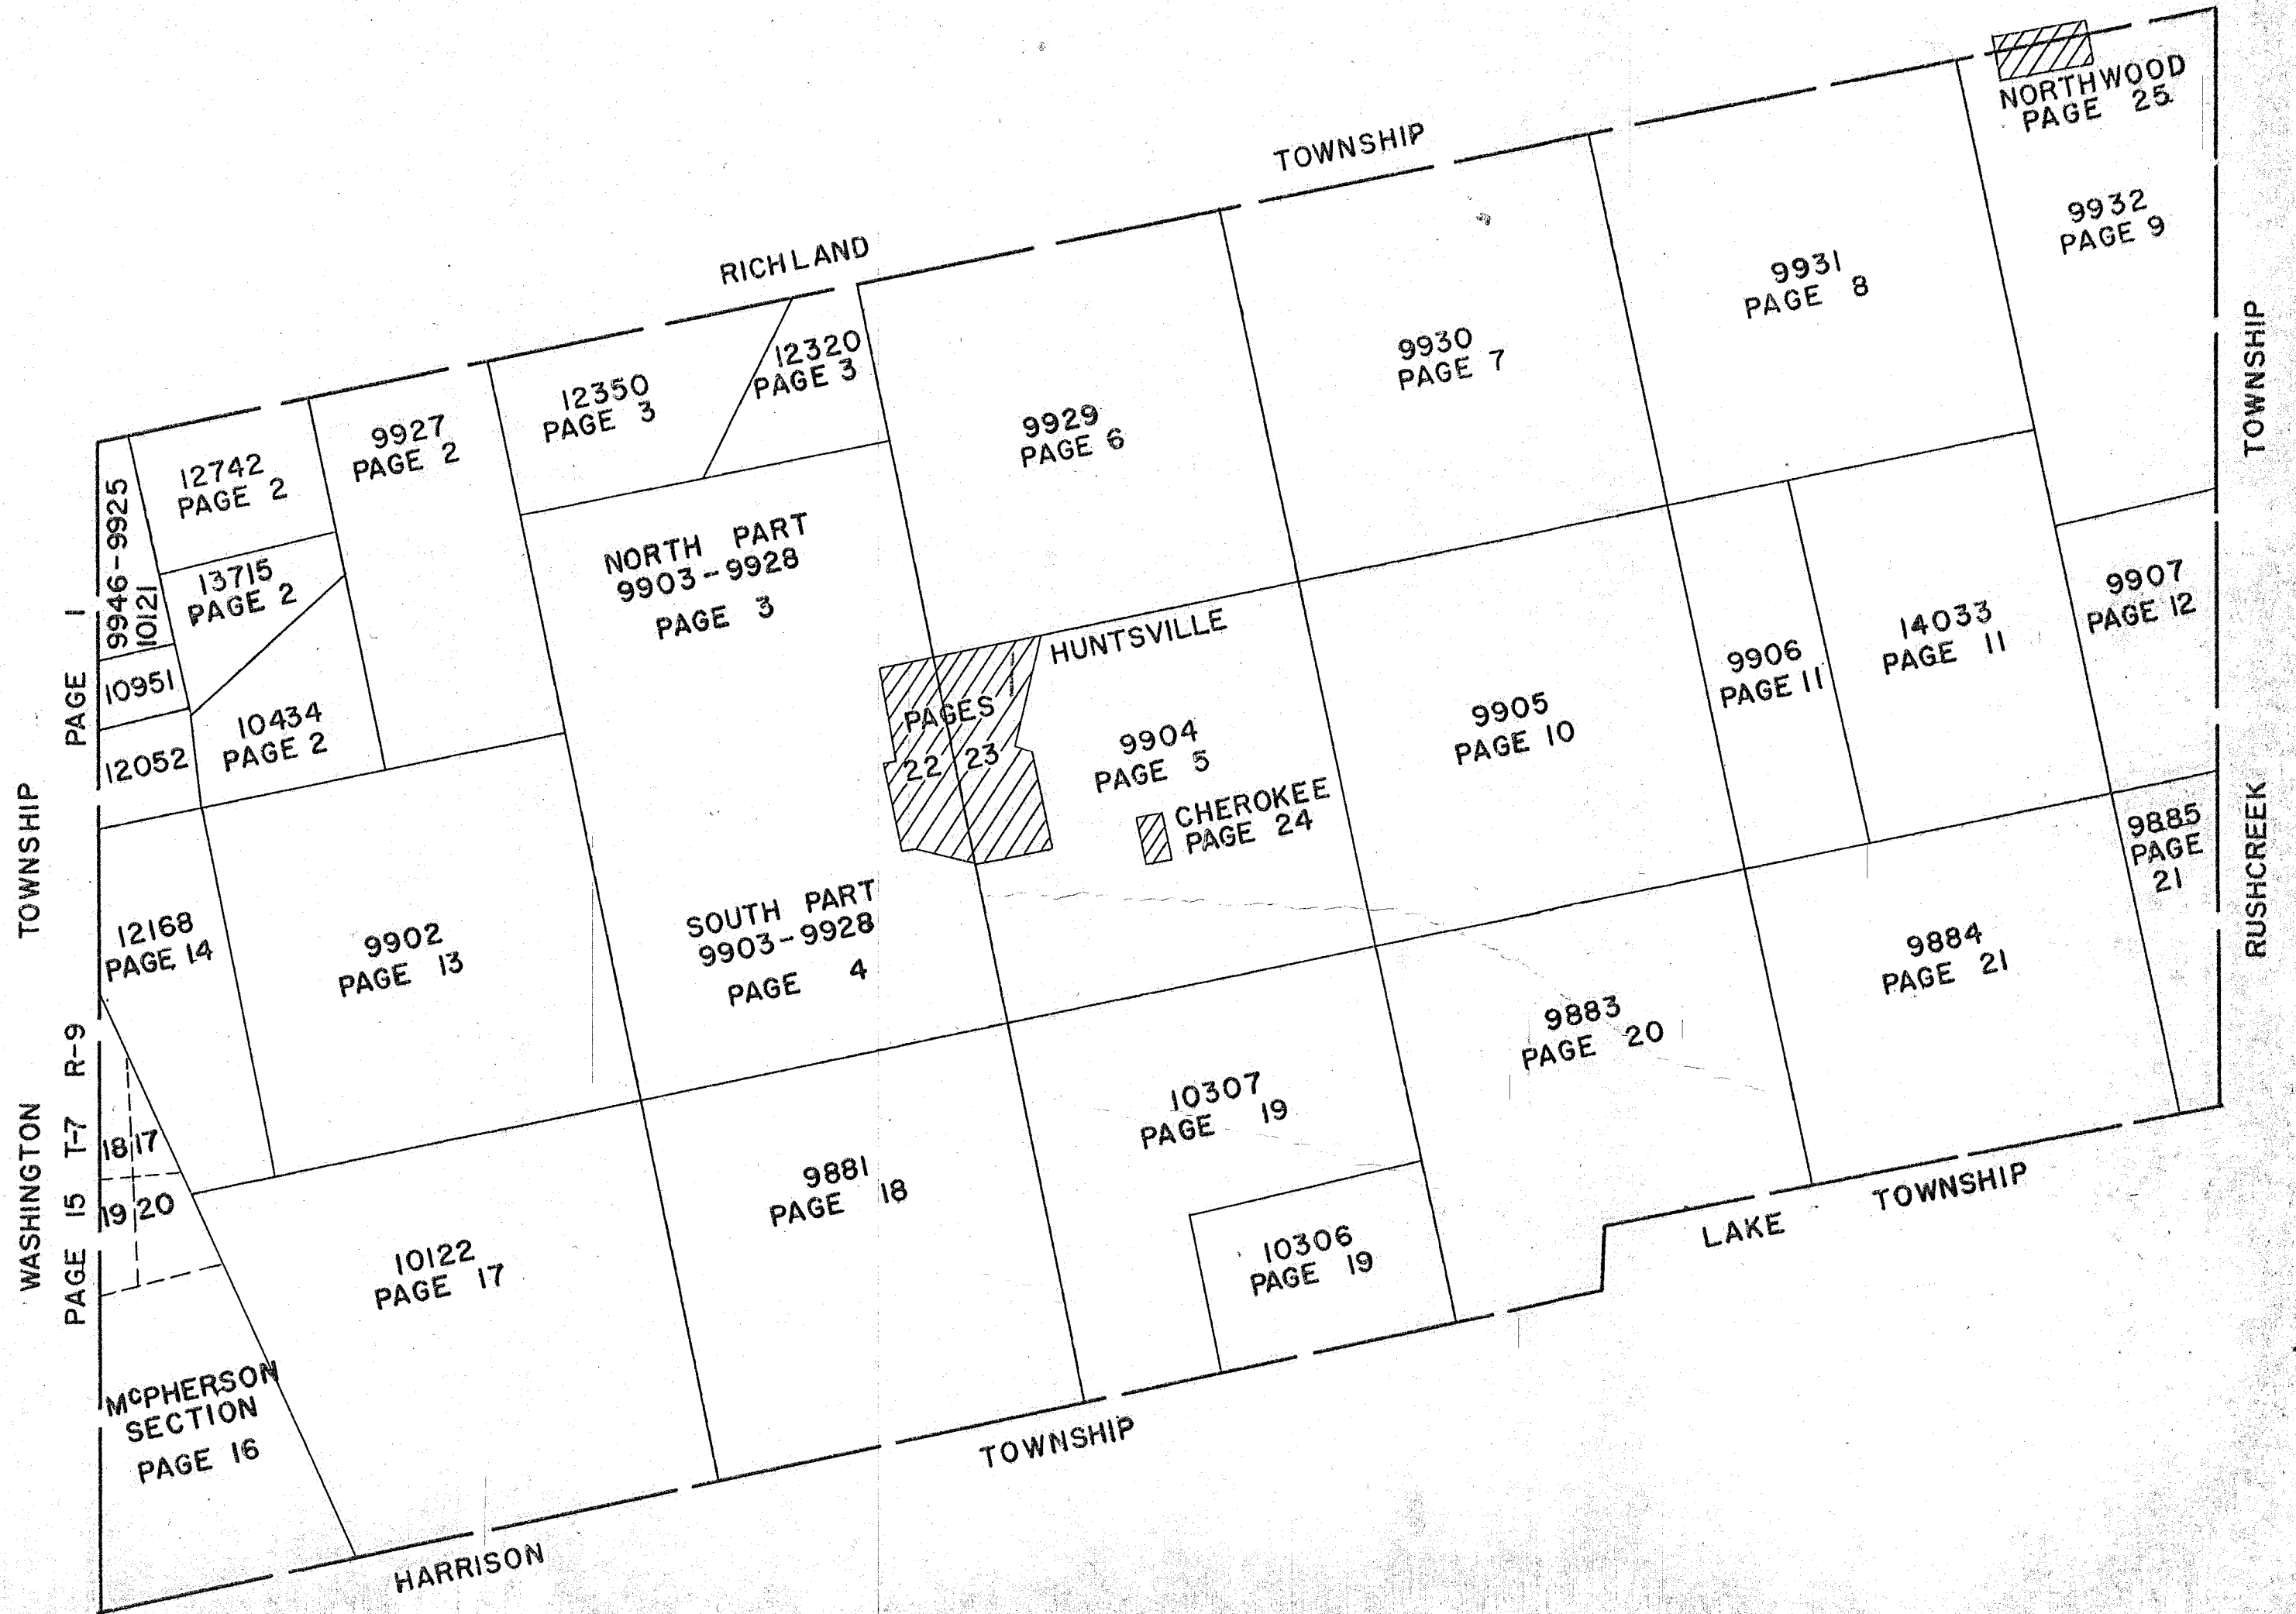 NORTHWOOD
PAGE 25
TOWNSHIP
RICHLAND
9932
PAGE 9
9931
PAGE 8
9930
PAGE 7
9929
PAGE 6
12320
PAGE 3
12350
PAGE 3
9927
PAGE 2
12742
PAGE 2
13715
PAGE 2
10434
PAGE 2
PAGE 1
9946-9925
10121
10951
12052
NORTH PART
9903-9928
PAGE 3
HUNTSVILLE
PAGES
22 23
9904
PAGE 5
CHEROKEE
PAGE 24
9905
PAGE 10
9906
PAGE 11
14033
PAGE 11
9907
PAGE 12
TOWNSHIP
RUSHCREEK
9885
PAGE
21
9884
PAGE 21
9883
PAGE 20
SOUTH PART
9903-9928
PAGE 4
9902
PAGE 13
12168
PAGE 14
TOWNSHIP
WASHINGTON
PAGE 15 T-7 R-9
18 17
19 20
10307
PAGE 19
10306
PAGE 19
9881
PAGE 18
10122
PAGE 17
McPHERSON
SECTION
PAGE 16
LAKE TOWNSHIP
HARRISON TOWNSHIP